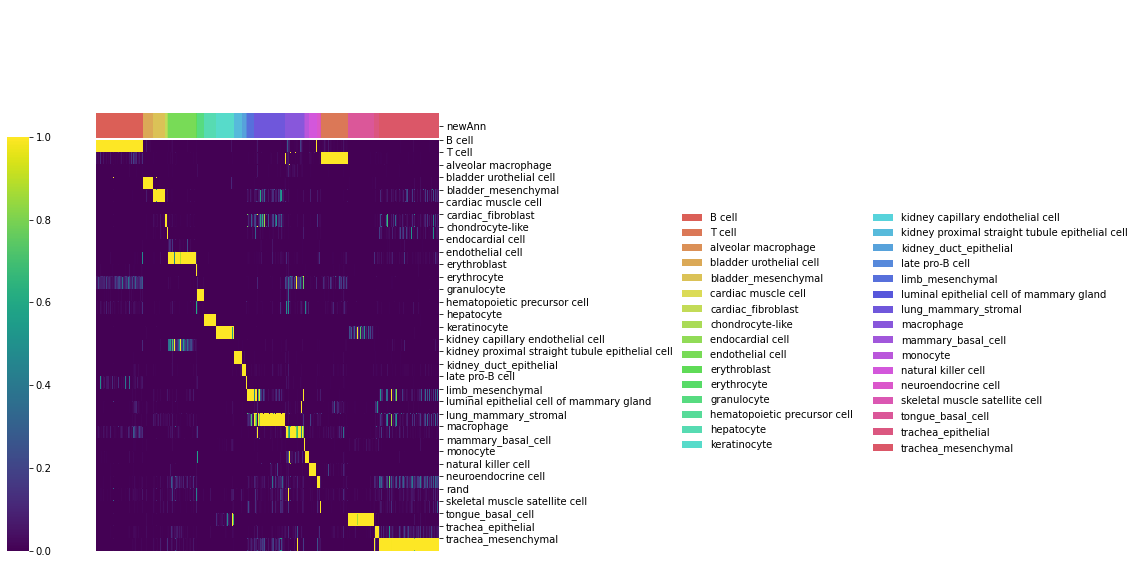 newAnn
B cell
T cell
alveolar macrophage
bladder urothelial cell
bladder_mesenchymal
cardiac muscle cell
cardiac_fibroblast
chondrocyte-like
endocardial cell
endothelial cell
erythroblast
erythrocyte
granulocyte
hematopoietic precursor cell
hepatocyte
keratinocyte
kidney capillary endothelial cell
kidney proximal straight tubule epithelial cell
kidney_duct_epithelial
late pro-B cell
limb_mesenchymal
luminal epithelial cell of mammary gland
lung_mammary_stromal
macrophage
mammary_basal_cell
monocyte
natural killer cell
neuroendocrine cell
rand
skeletal muscle satellite cell
tongue_basal_cell
trachea_epithelial
trachea_mesenchymal
1.0
0.8
0.6
0.4
0.2
0.0
B cell
T cell
alveolar macrophage
bladder urothelial cell
bladder_mesenchymal
cardiac muscle cell
cardiac_fibroblast
chondrocyte-like
endocardial cell
endothelial cell
erythroblast
erythrocyte
granulocyte
hematopoietic precursor cell
hepatocyte
keratinocyte
kidney capillary endothelial cell
kidney proximal straight tubule epithelial cell
kidney_duct_epithelial
late pro-B cell
limb_mesenchymal
luminal epithelial cell of mammary gland
lung_mammary_stromal
macrophage
mammary_basal_cell
monocyte
natural killer cell
neuroendocrine cell
skeletal muscle satellite cell
tongue_basal_cell
trachea_epithelial
trachea_mesenchymal